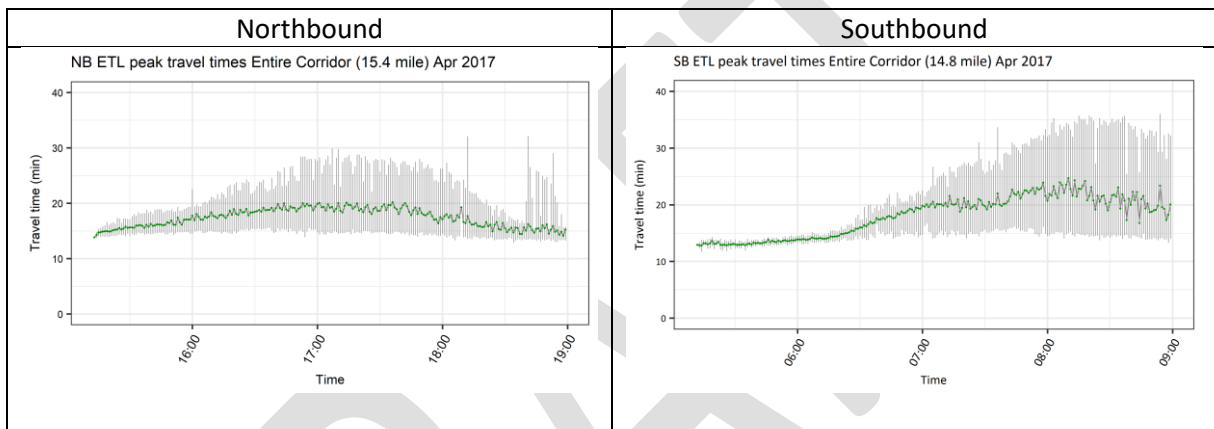 Northbound
Southbound
NB ETL peak travel times Entire Corridor (15.4 mile) Apr 2017
40
30
20
10
0
Travel time (min)
16:00
17:00
18:00
19:00
Time
SB ETL peak travel times Entire Corridor (14.8 mile) Apr 2017
40
30
20
10
0
Travel time (min)
06:00
07:00
08:00
09:00
Time